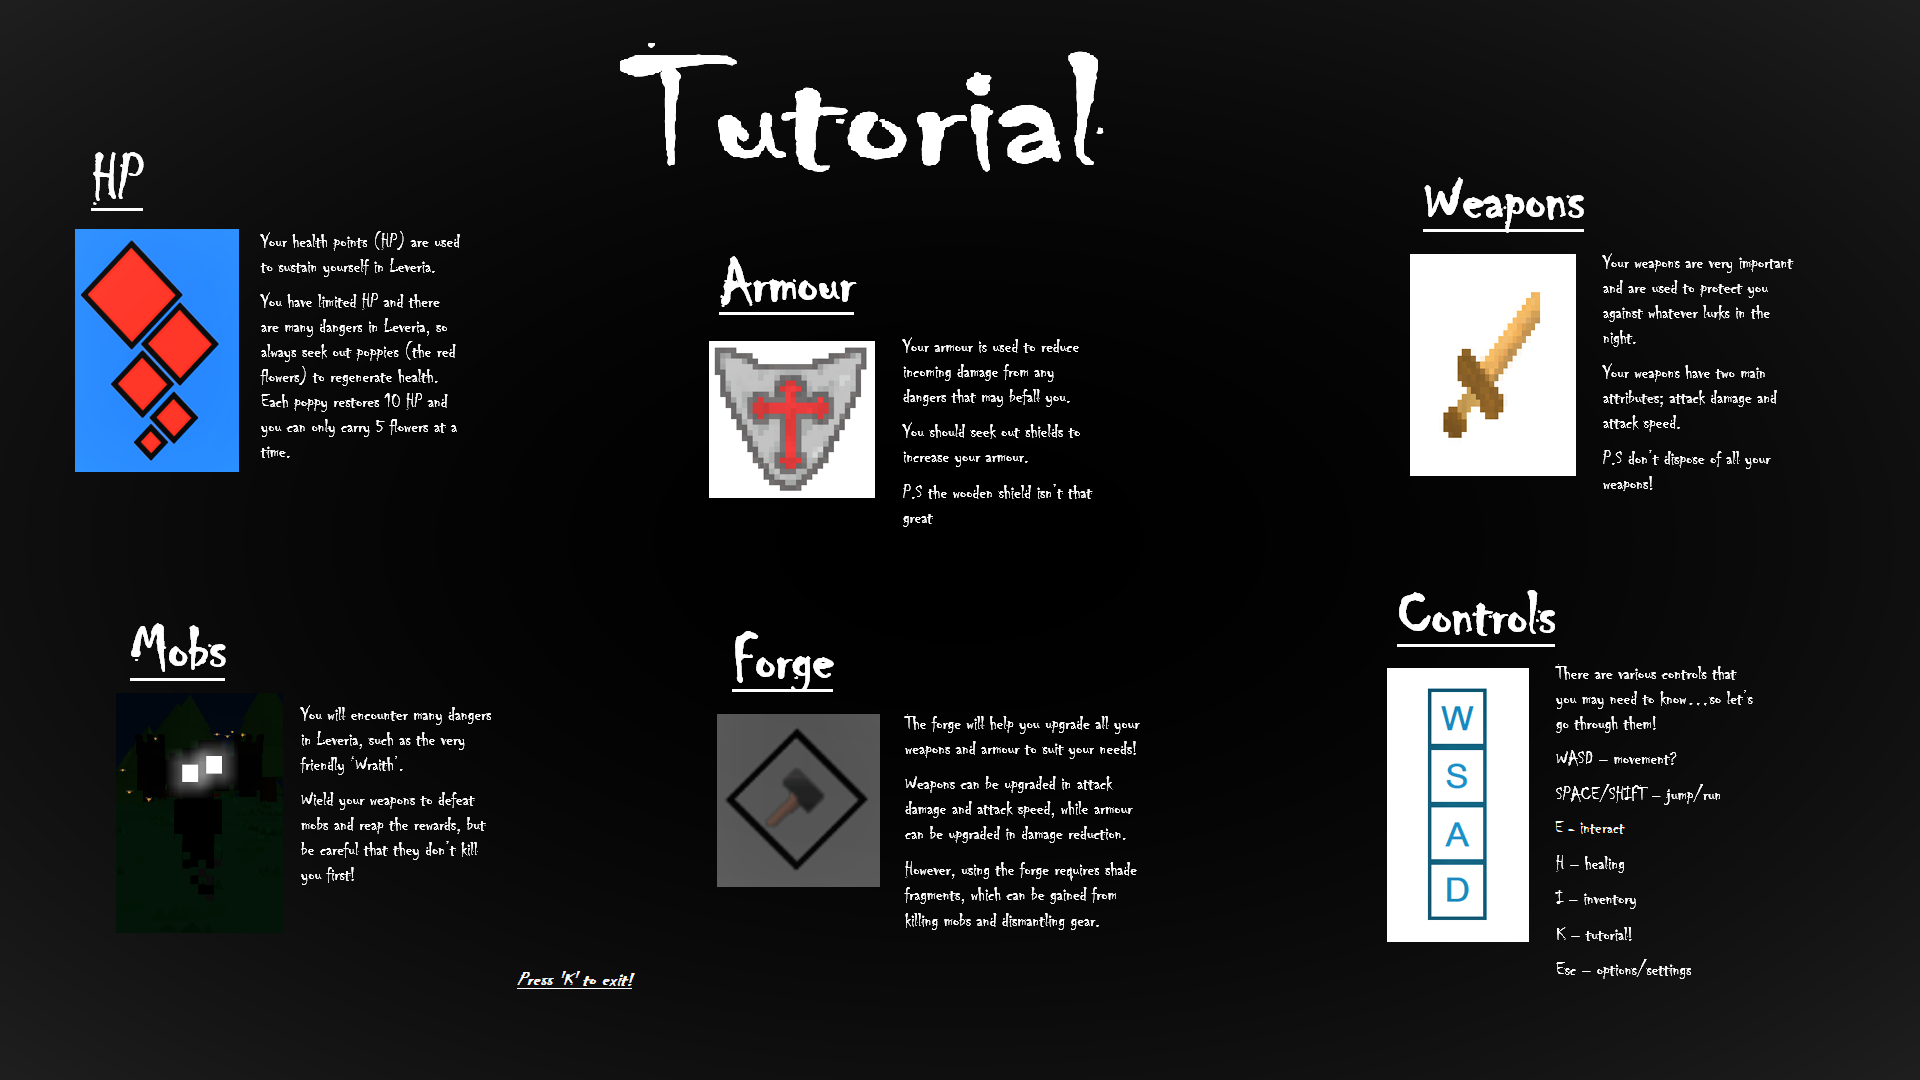 Tutorial
HP
Your health points (HP) are used
to sustain yourself in Leveria.
You have limited HP and there
are many dangers in Leveria, so
always seek out poppies (the red
flowers) to regenerate health.
Each poppy restores 10 HP and
you can only carry 5 flowers at a
time.
Armour
Your armour is used to reduce
incoming damage from any
dangers that may befall you.
You should seek out shields to
increase your armour.
P.S the wooden shield isn't that
great
Weapons
Your weapons are very important
and are used to protect you
against whatever lurks in the
night.
Your weapons have two main
attributes; attack damage and
attack speed.
P.S don't dispose of all your
weapons!
Mobs
You will encounter many dangers
in Leveria, such as the very
friendly 'Wraith'.
Wield your weapons to defeat
mobs and reap the rewards, but
be careful that they don't kill
you first!
Forge
The forge will help you upgrade all your
weapons and armour to suit your needs!
Weapons can be upgraded in attack
damage and attack speed, while armour
can be upgraded in damage reduction.
However, using the forge requires shade
fragments, which can be gained from
killing mobs and dismantling gear.
Controls
W
S
A
D
There are various controls that
you may need to know...so let's
go through them!
WASD – movement?
SPACE/SHIFT – jump/run
E - interact
H – healing
I – inventory
K – tutorial!
Esc – options/settings
Press 'K' to exit!